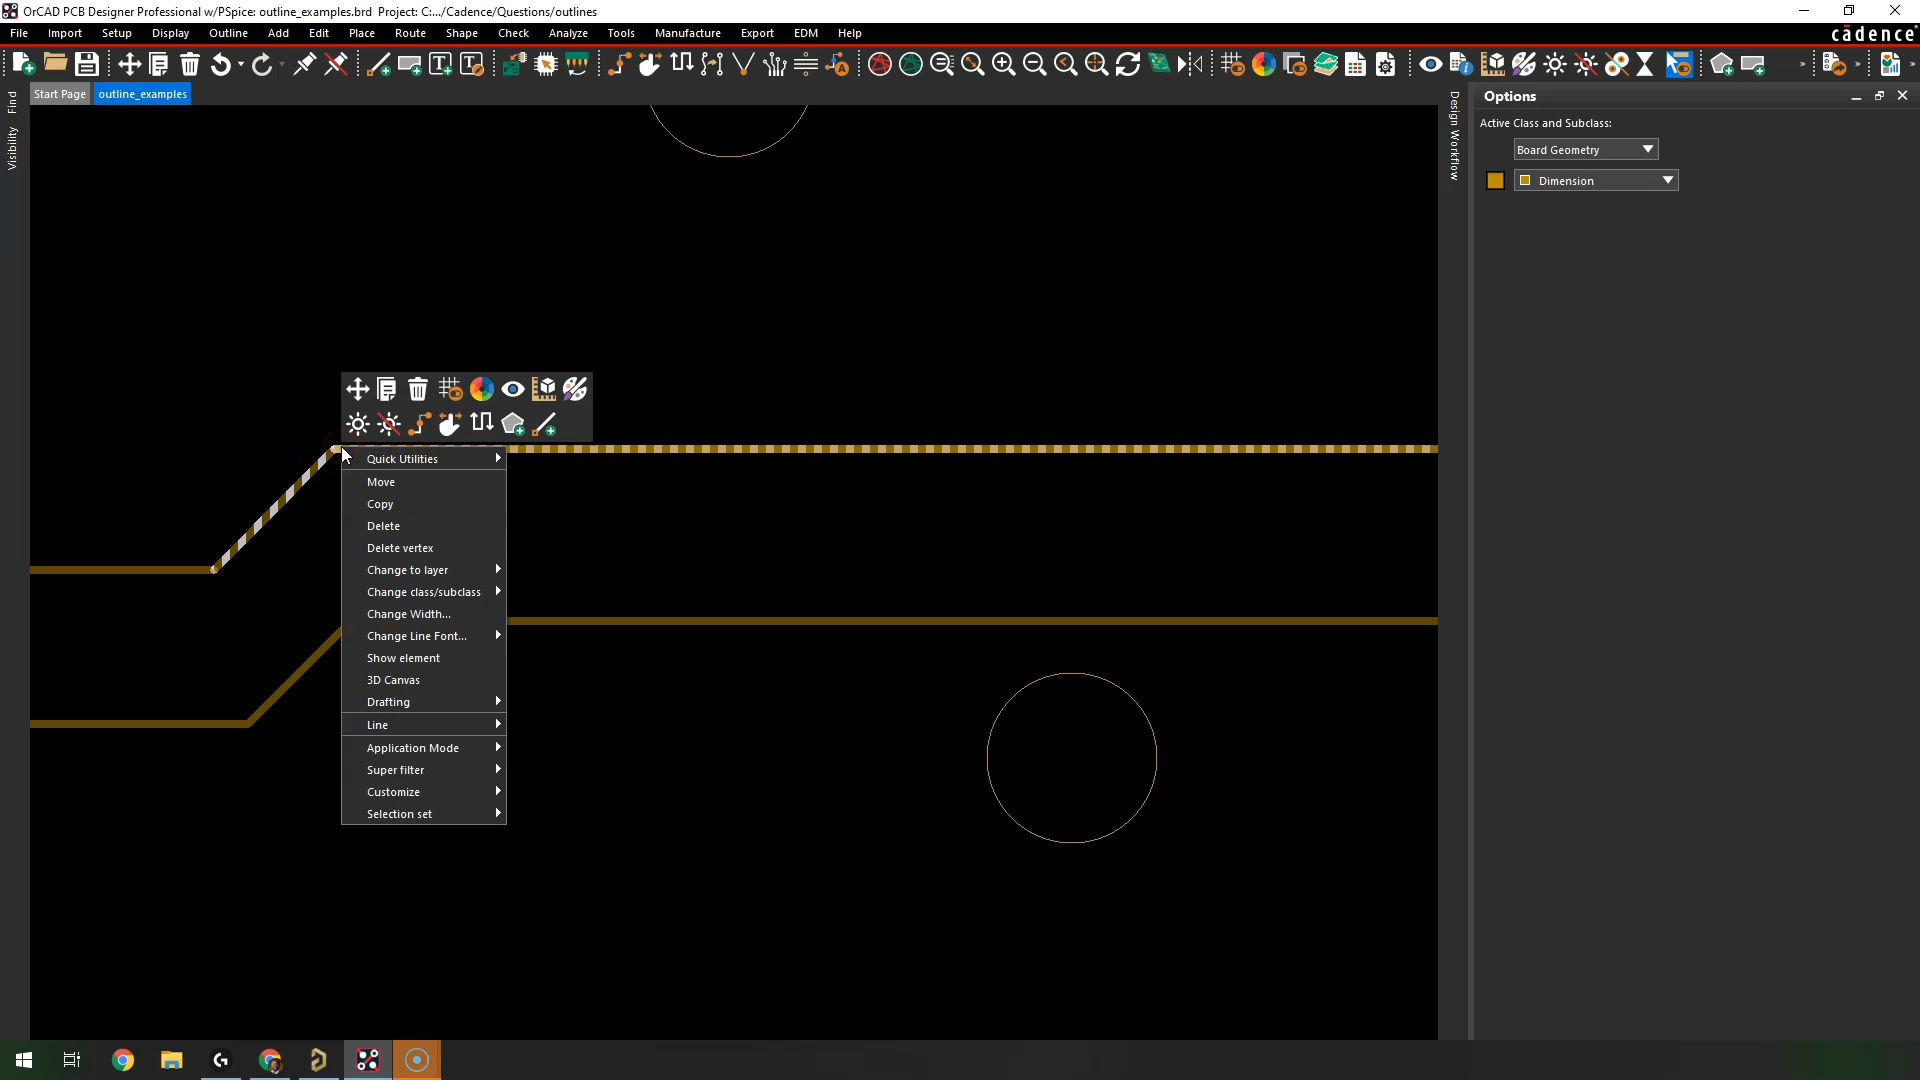 OrCAD PCB Designer Professional w/PSpice: outline_examples.brd  Project: C:.../Cadence/Questions/outlines
File Import Setup Display Outline Add Edit Place Route Shape Check Analyze Tools Manufacture Export EDM Help
cādence
Start Page outline_examples
Find
Visibility
Design Workflow
Options
Active Class and Subclass:
Board Geometry
Dimension
Quick Utilities
Move
Copy
Delete
Delete vertex
Change to layer
Change class/subclass
Change Width...
Change Line Font...
Show element
3D Canvas
Drafting
Line
Application Mode
Super filter
Customize
Selection set